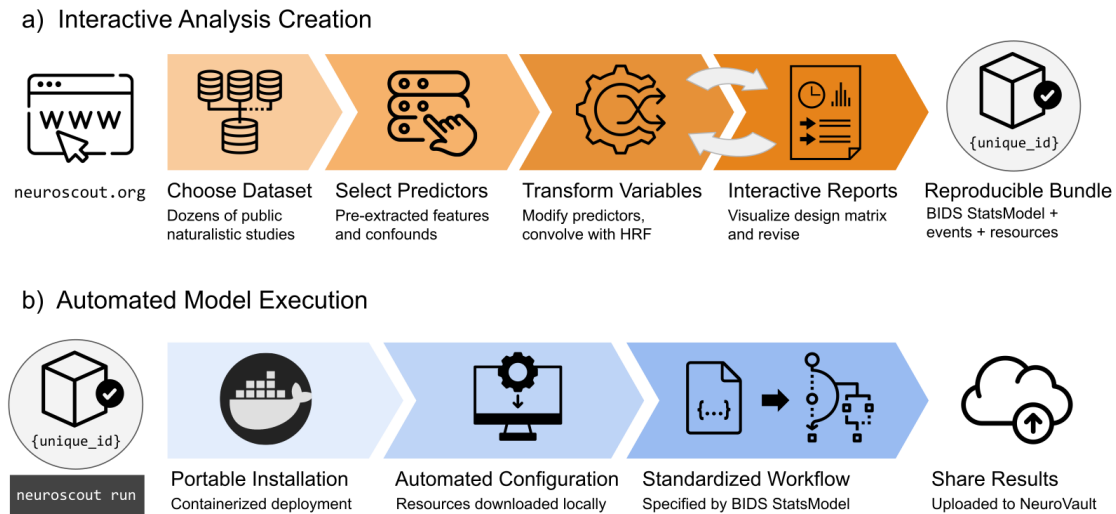 a) Interactive Analysis Creation
WWW
{unique_id}
neuroscout.org
Choose Dataset
Dozens of public
naturalistic studies
Select Predictors
Pre-extracted features
and confounds
Transform Variables
Modify predictors,
convolve with HRF
Interactive Reports
Visualize design matrix
and revise
Reproducible Bundle
BIDS StatsModel +
events + resources
b) Automated Model Execution
{unique_id}
neuroscout run
{...}
Portable Installation
Containerized deployment
Automated Configuration
Resources downloaded locally
Standardized Workflow
Specified by BIDS StatsModel
Share Results
Uploaded to NeuroVault